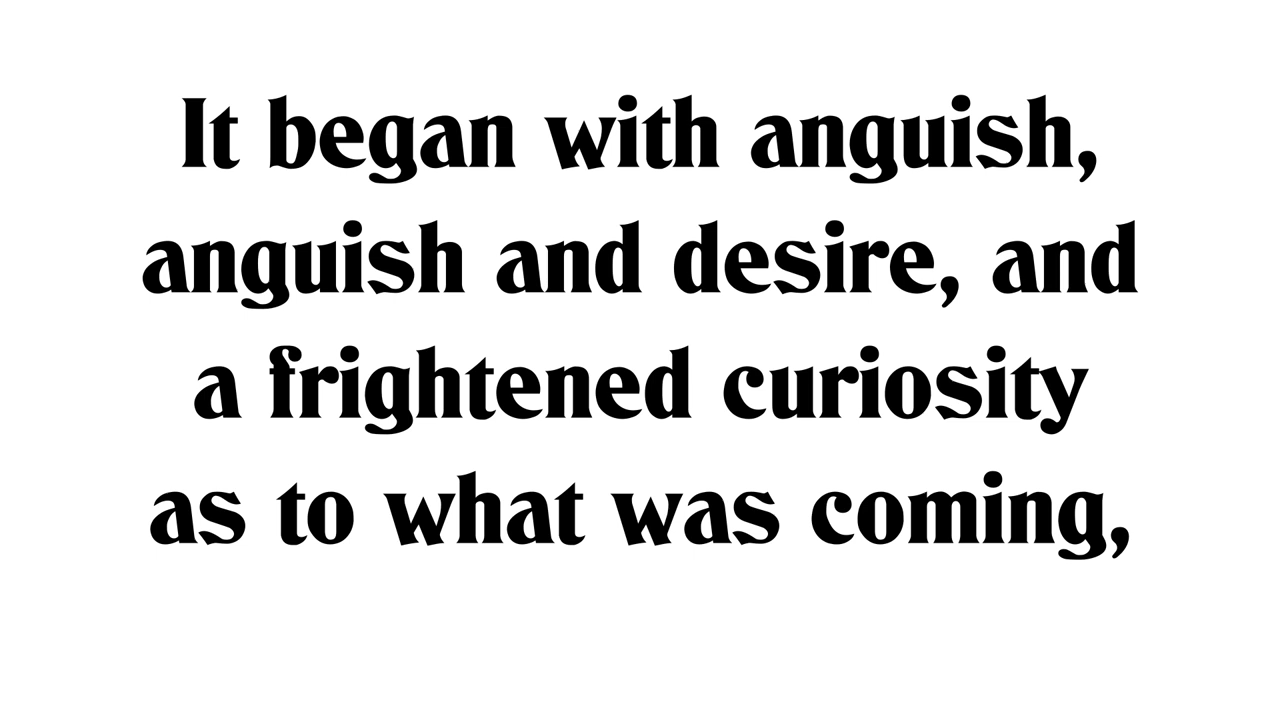 It began with anguish,
anguish and desire, and
a frightened curiosity
as to what was coming,